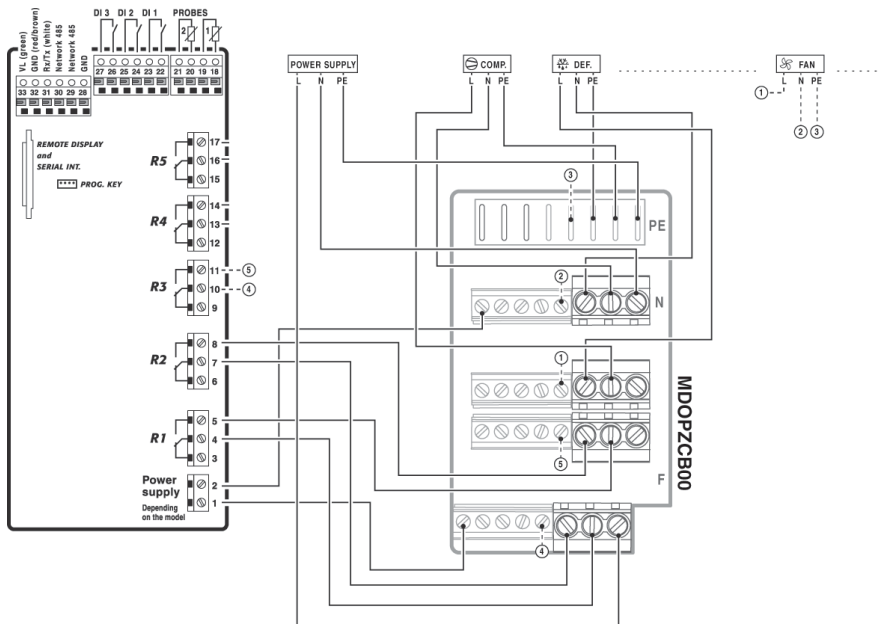 VL (green)
GND (red/brown)
Rx/Tx (white)
Network 485
Network 485
GND
DI 3 DI 2 DI 1 PROBES
2 1
27 26 25 24 23 22 21 20 19 18
33 32 31 30 29 28
REMOTE DISPLAY
and
SERIAL INT.
PROG. KEY
R5
17
16
15
R4
14
13
12
R3
11 5
10 4
9
R2
8
7
6
R1
5
4
3
Power
supply
Depending
on the model
2
1
POWER SUPPLY
L N PE
COMP.
L N PE
DEF.
L N PE
FAN
L N PE
1
2 3
3
PE
2
N
1
5
F
4
MDOPZCB00